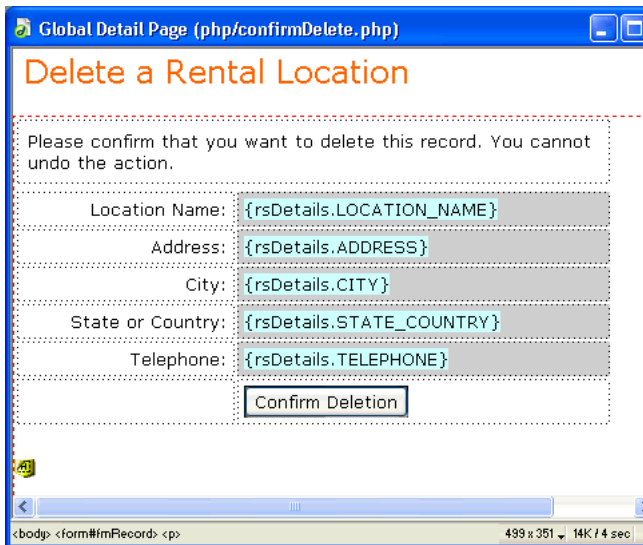 Global Detail Page (php/confirmDelete.php)
Delete a Rental Location
Please confirm that you want to delete this record. You cannot
undo the action.
Location Name: {rsDetails.LOCATION_NAME}
Address: {rsDetails.ADDRESS}
City: {rsDetails.CITY}
State or Country: {rsDetails.STATE_COUNTRY}
Telephone: {rsDetails.TELEPHONE}
Confirm Deletion
<body> <form#fmRecord> <p> 499 x 351 14K / 4 sec